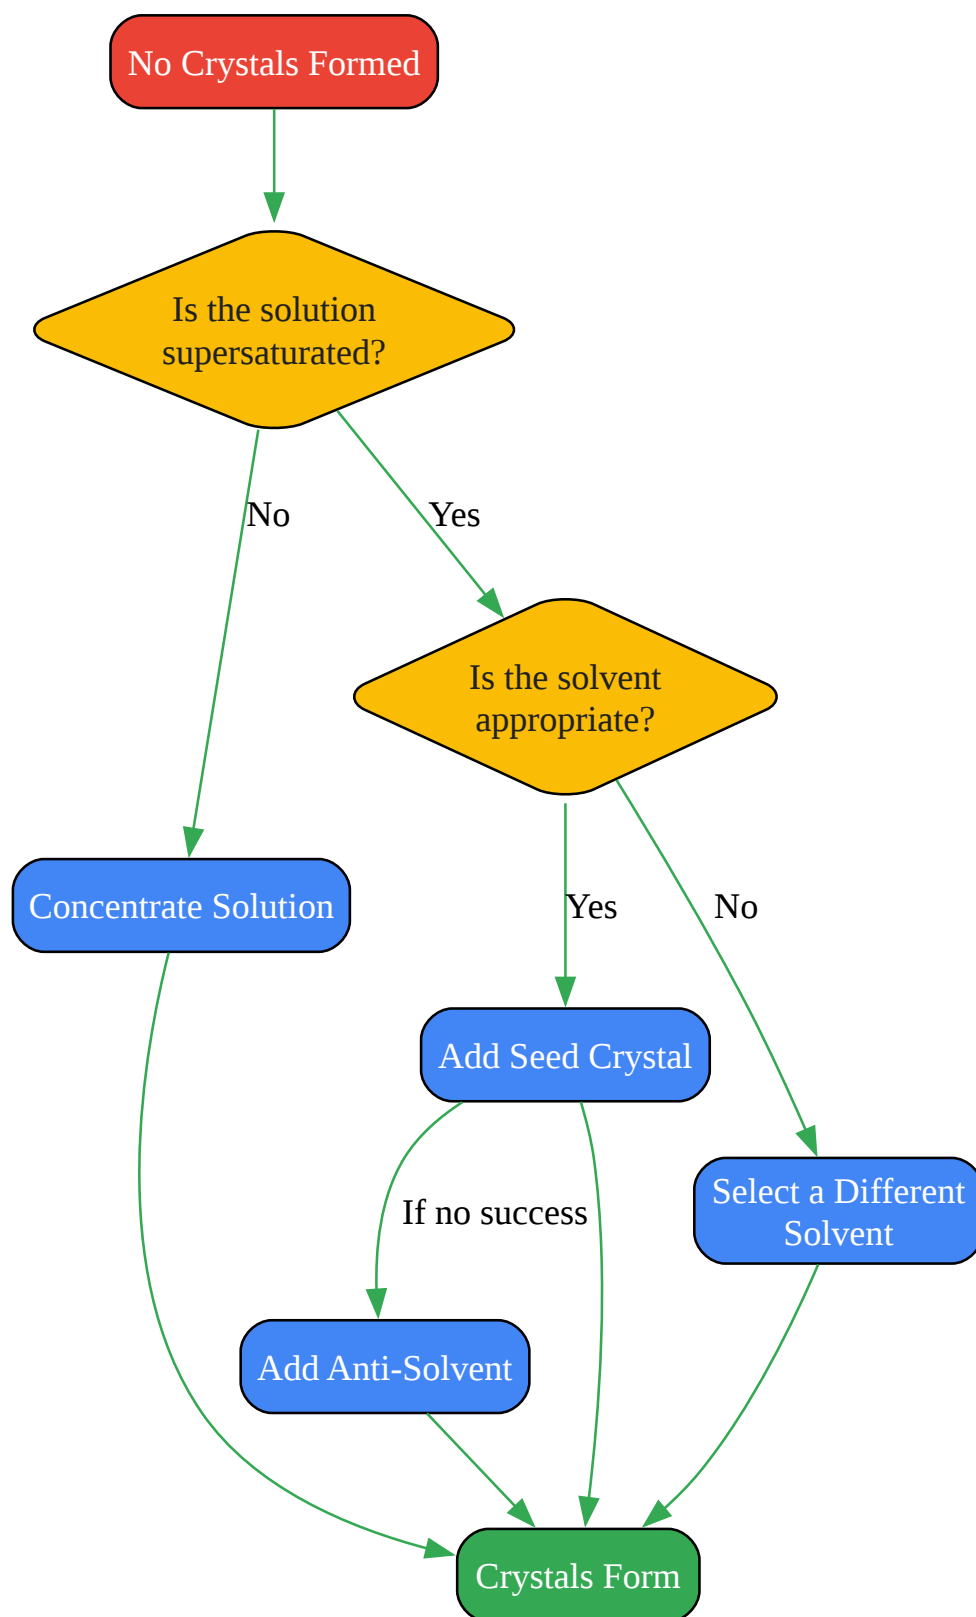 No Crystals Formed
Is the solution
supersaturated?
No
Yes
Is the solvent
appropriate?
Concentrate Solution
Yes
No
Add Seed Crystal
Select a Different
Solvent
If no success
Add Anti-Solvent
Crystals Form